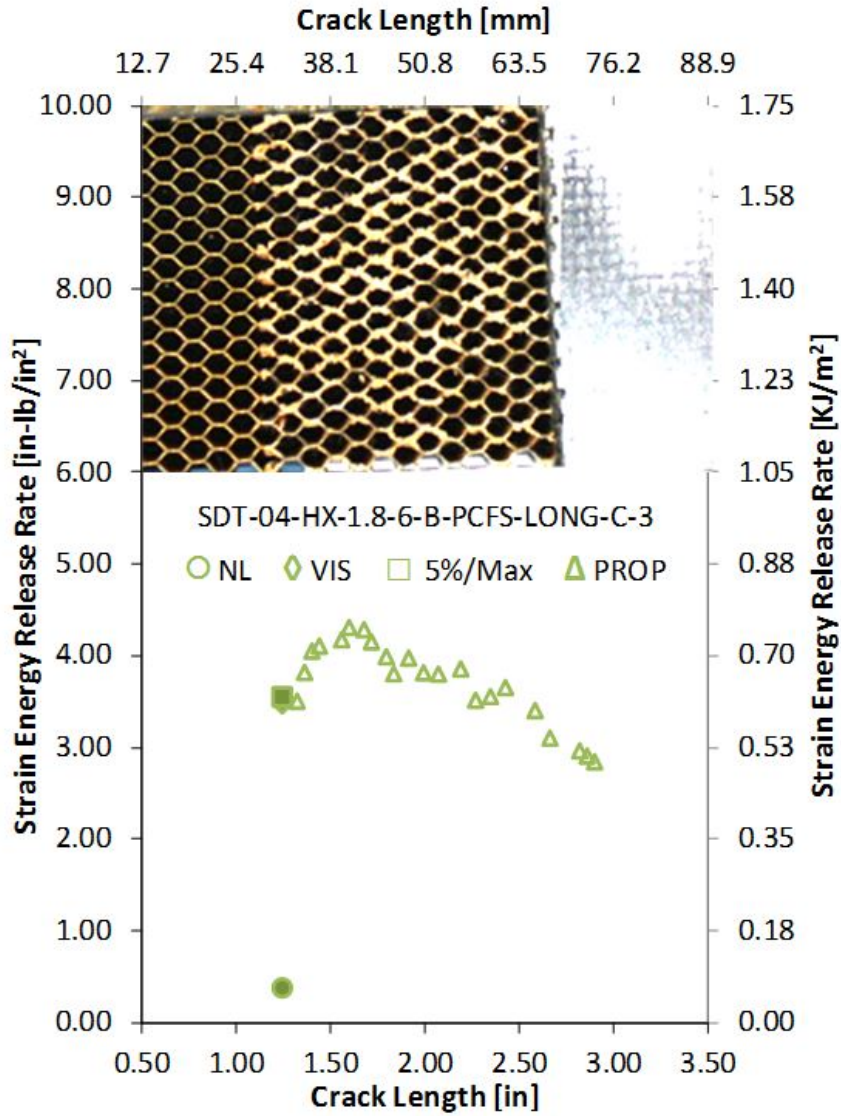 Crack Length [mm]
12.7 25.4 38.1 50.8 63.5 76.2 88.9
10.00 1.75
9.00 1.58
8.00 1.40
7.00 1.23
6.00 1.05
SDT-04-HX-1.8-6-B-PCFS-LONG-C-3
NL VIS 5%/Max PROP
5.00 0.88
4.00 0.70
3.00 0.53
2.00 0.35
1.00 0.18
0.00 0.00
0.50 1.00 1.50 2.00 2.50 3.00 3.50
Crack Length [in]
Strain Energy Release Rate [in-lb/in²]
Strain Energy Release Rate [KJ/m²]